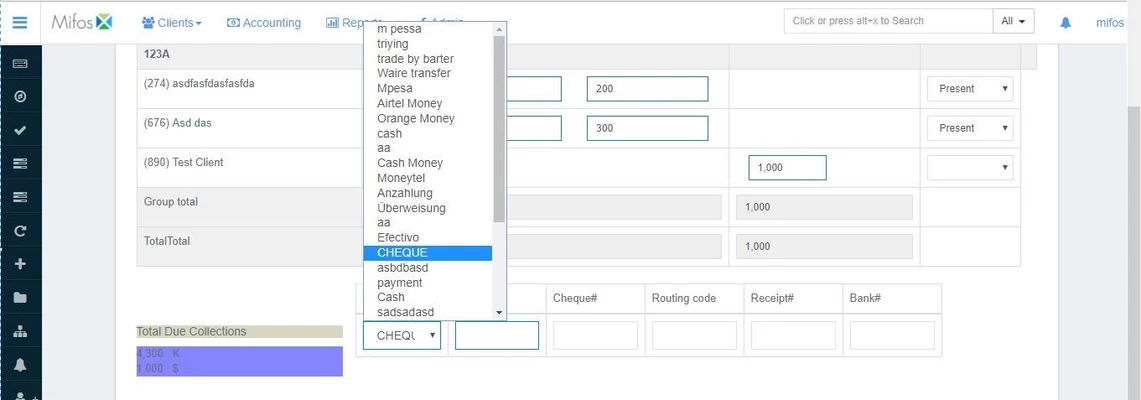 Mifos
Clients
Accounting
Reports
Admin
Click or press alt+x to Search
All
mifos
123A
(274) asdfasfdasfasfda
200
Present
(676) Asd das
300
Present
(890) Test Client
1,000
Group total
1,000
TotalTotal
1,000
m pessa
triying
trade by barter
Waire transfer
Mpesa
Airtel Money
Orange Money
cash
aa
Cash Money
Moneytel
Anzahlung
Überweisung
aa
Efectivo
CHEQUE
asbdbasd
payment
Cash
sadsadasd
Cheque#
Routing code
Receipt#
Bank#
CHEQU
Total Due Collections
4,300 K
1,000 $